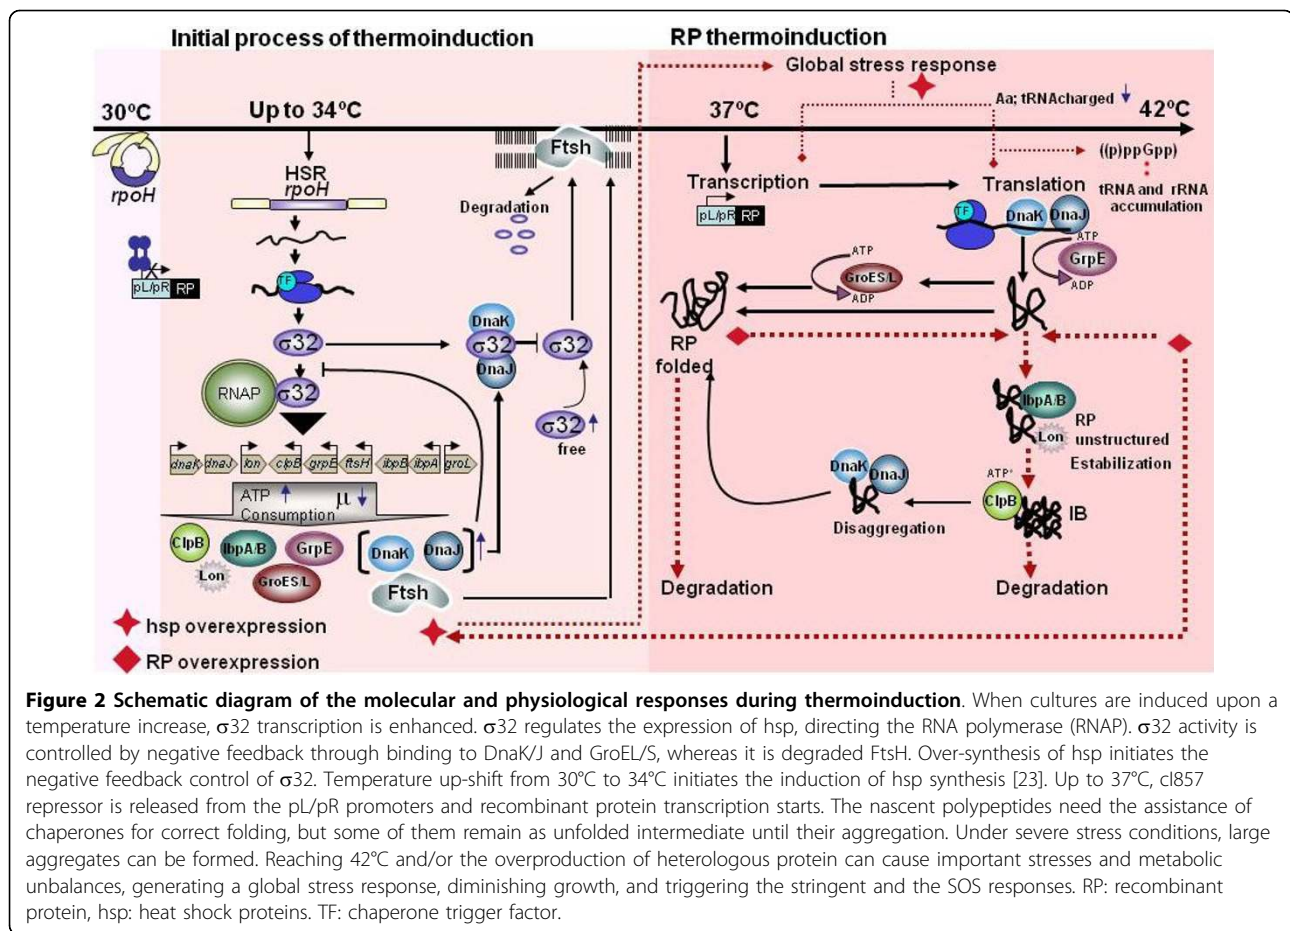 Initial process of thermoinduction
RP thermoinduction
Global stress response
30ºC
Up to 34ºC
37ºC
Aa; tRNAcharged
42ºC
rpoH
HSR
rpoH
Ftsh
Degradation
Transcription
pL/pR RP
Translation
((p)ppGpp)
tRNA and rRNA
accumulation
TF
DnaK
DnaJ
ATP
GrpE
ADP
pL/pR RP
TF
ATP
GroES/L
ADP
σ32
DnaK
σ32
DnaJ
σ32
RP
folded
RNAP
σ32
σ32
free
IbpA/B
Lon
RP
unstructured
Estabilization
dnaK
dnaJ
lon
clpB
grpE
ftsH
ibpB
ibpA
groL
ATP
Consumption
μ
DnaK
DnaJ
Disaggregation
ATP+
ClpB
IB
ClpB
IbpA/B
GrpE
Lon
GroES/L
DnaK
DnaJ
Ftsh
Degradation
Degradation
hsp overexpression
RP overexpression
Figure 2 Schematic diagram of the molecular and physiological responses during thermoinduction. When cultures are induced upon a
temperature increase, σ32 transcription is enhanced. σ32 regulates the expression of hsp, directing the RNA polymerase (RNAP). σ32 activity is
controlled by negative feedback through binding to DnaK/J and GroEL/S, whereas it is degraded FtsH. Over-synthesis of hsp initiates the
negative feedback control of σ32. Temperature up-shift from 30°C to 34°C initiates the induction of hsp synthesis [23]. Up to 37°C, cI857
repressor is released from the pL/pR promoters and recombinant protein transcription starts. The nascent polypeptides need the assistance of
chaperones for correct folding, but some of them remain as unfolded intermediate until their aggregation. Under severe stress conditions, large
aggregates can be formed. Reaching 42°C and/or the overproduction of heterologous protein can cause important stresses and metabolic
unbalances, generating a global stress response, diminishing growth, and triggering the stringent and the SOS responses. RP: recombinant
protein, hsp: heat shock proteins. TF: chaperone trigger factor.